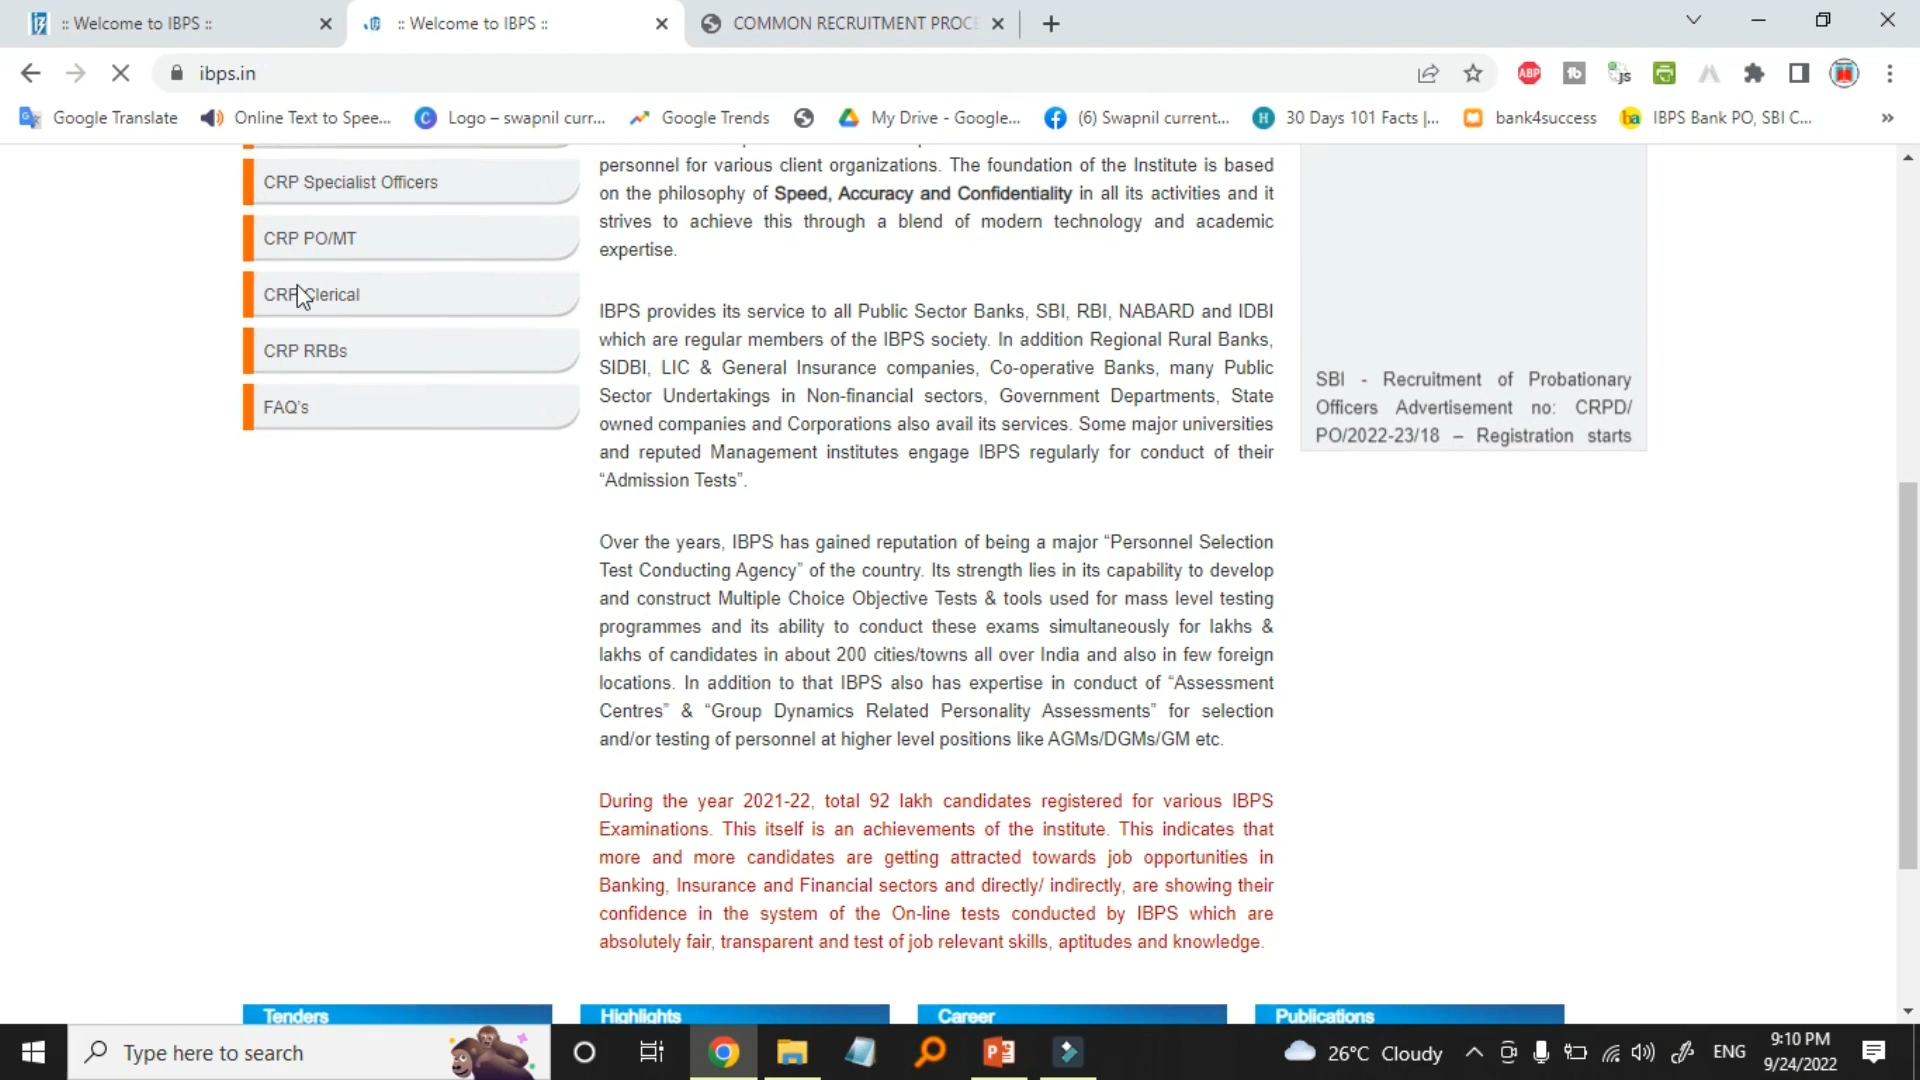 :: Welcome to IBPS ::
:: Welcome to IBPS ::
COMMON RECRUITMENT PROCE
ibps.in
ABP
js
Google Translate
Online Text to Spee...
Logo – swapnil curr...
Google Trends
My Drive - Google...
(6) Swapnil current...
30 Days 101 Facts |...
bank4success
IBPS Bank PO, SBI C...
»
CRP Specialist Officers
CRP PO/MT
CRP Clerical
CRP RRBs
FAQ's
personnel for various client organizations. The foundation of the Institute is based
on the philosophy of Speed, Accuracy and Confidentiality in all its activities and it
strives to achieve this through a blend of modern technology and academic
expertise.
IBPS provides its service to all Public Sector Banks, SBI, RBI, NABARD and IDBI
which are regular members of the IBPS society. In addition Regional Rural Banks,
SIDBI, LIC & General Insurance companies, Co-operative Banks, many Public
Sector Undertakings in Non-financial sectors, Government Departments, State
owned companies and Corporations also avail its services. Some major universities
and reputed Management institutes engage IBPS regularly for conduct of their
“Admission Tests”.
Over the years, IBPS has gained reputation of being a major “Personnel Selection
Test Conducting Agency” of the country. Its strength lies in its capability to develop
and construct Multiple Choice Objective Tests & tools used for mass level testing
programmes and its ability to conduct these exams simultaneously for lakhs &
lakhs of candidates in about 200 cities/towns all over India and also in few foreign
locations. In addition to that IBPS also has expertise in conduct of “Assessment
Centres” & “Group Dynamics Related Personality Assessments” for selection
and/or testing of personnel at higher level positions like AGMs/DGMs/GM etc.
During the year 2021-22, total 92 lakh candidates registered for various IBPS
Examinations. This itself is an achievements of the institute. This indicates that
more and more candidates are getting attracted towards job opportunities in
Banking, Insurance and Financial sectors and directly/ indirectly, are showing their
confidence in the system of the On-line tests conducted by IBPS which are
absolutely fair, transparent and test of job relevant skills, aptitudes and knowledge.
SBI - Recruitment of Probationary
Officers Advertisement no: CRPD/
PO/2022-23/18 – Registration starts
Tenders
Highlights
Career
Publications
Type here to search
26°C Cloudy
ENG
9:10 PM
9/24/2022